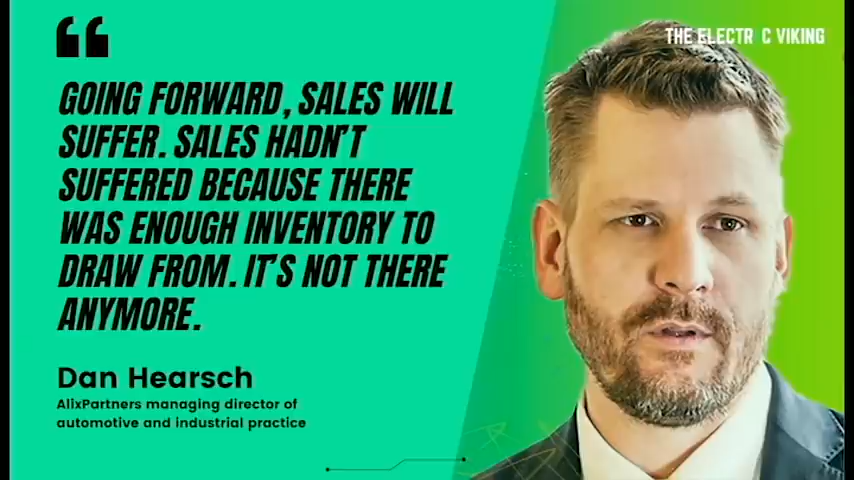 THE ELECTR C VIKING
GOING FORWARD, SALES WILL
SUFFER. SALES HADN'T
SUFFERED BECAUSE THERE
WAS ENOUGH INVENTORY TO
DRAW FROM. IT'S NOT THERE
ANYMORE.
Dan Hearsch
AlixPartners managing director of
automotive and industrial practice